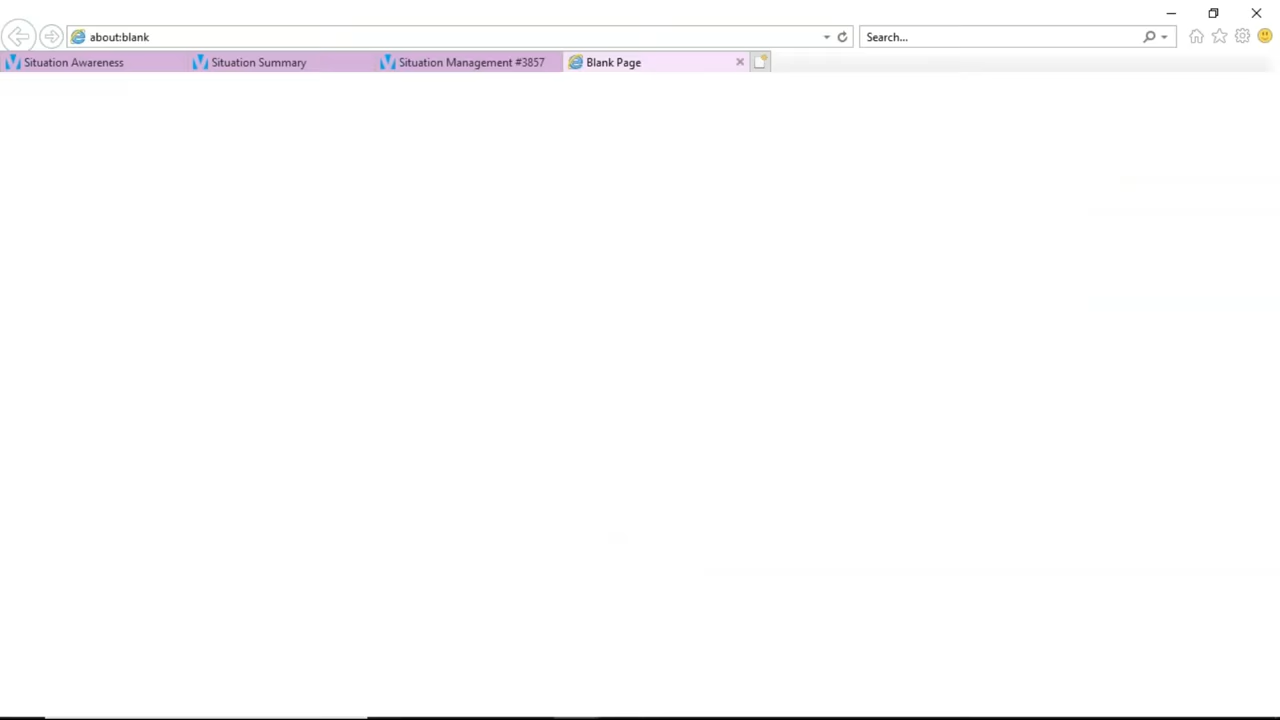 about:blank
Search...
Situation Awareness
Situation Summary
Situation Management #3857
Blank Page